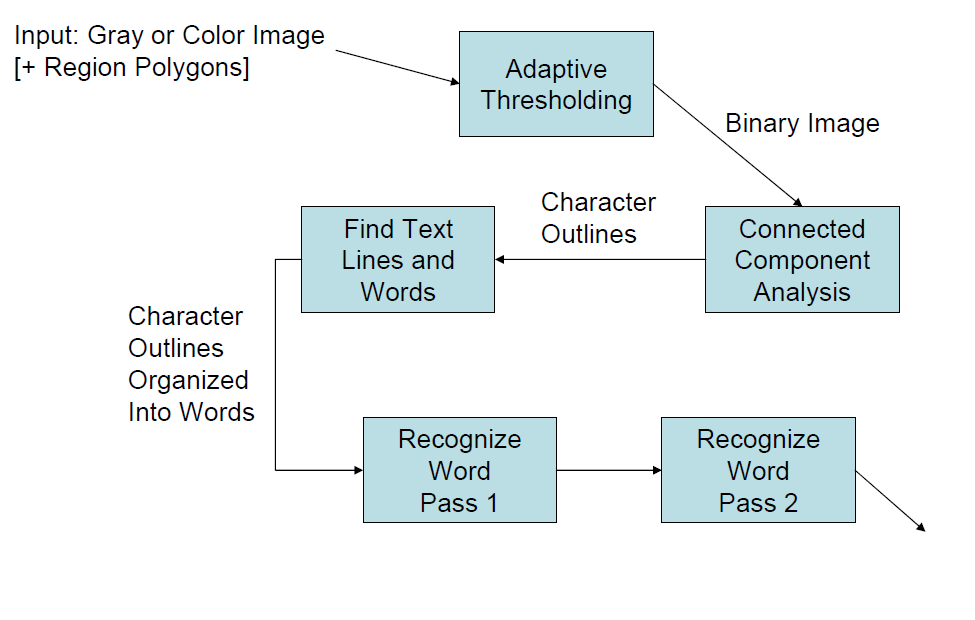 Input: Gray or Color Image
[+ Region Polygons]
Adaptive
Thresholding
Binary Image
Connected
Component
Analysis
Character
Outlines
Find Text
Lines and
Words
Character
Outlines
Organized
Into Words
Recognize
Word
Pass 1
Recognize
Word
Pass 2